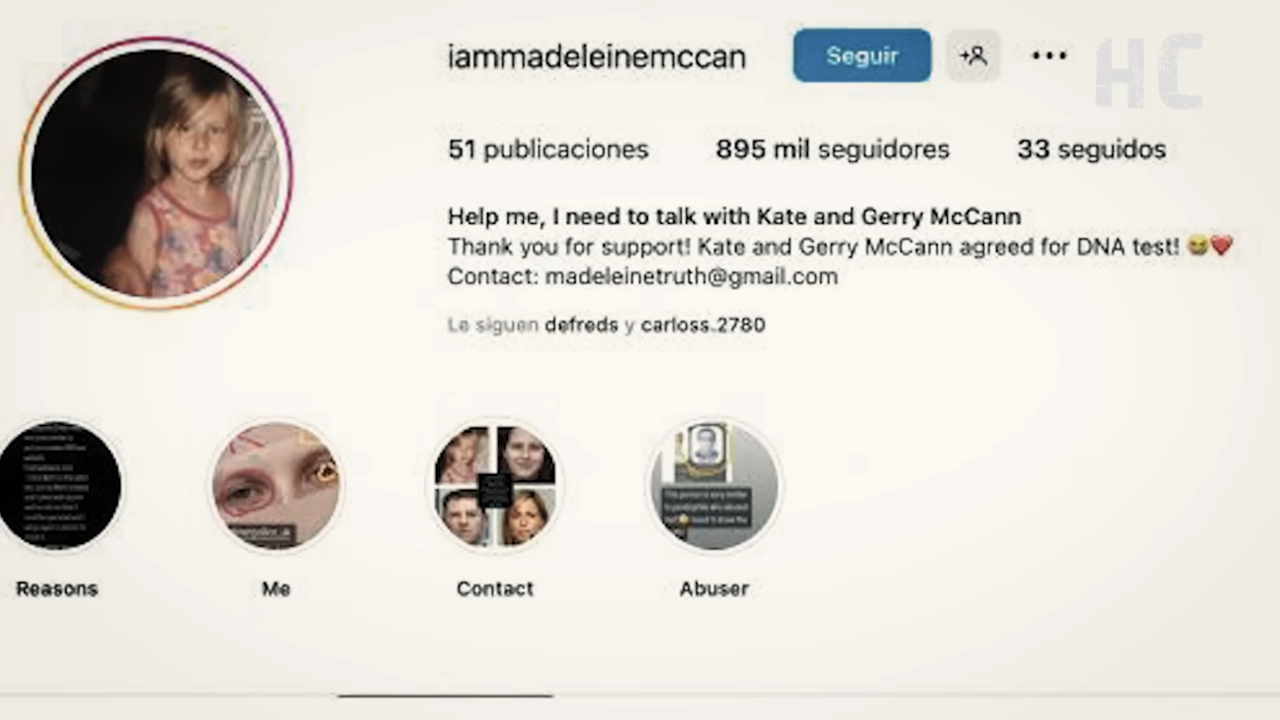 iammadeleinemccan
Seguir
HC
51 publicaciones 895 mil seguidores 33 seguidos
Help me, I need to talk with Kate and Gerry McCann
Thank you for support! Kate and Gerry McCann agreed for DNA test! 😂❤️
Contact: madeleinetruth@gmail.com
Le siguen defreds y carloss.2780
Reasons Me Contact Abuser